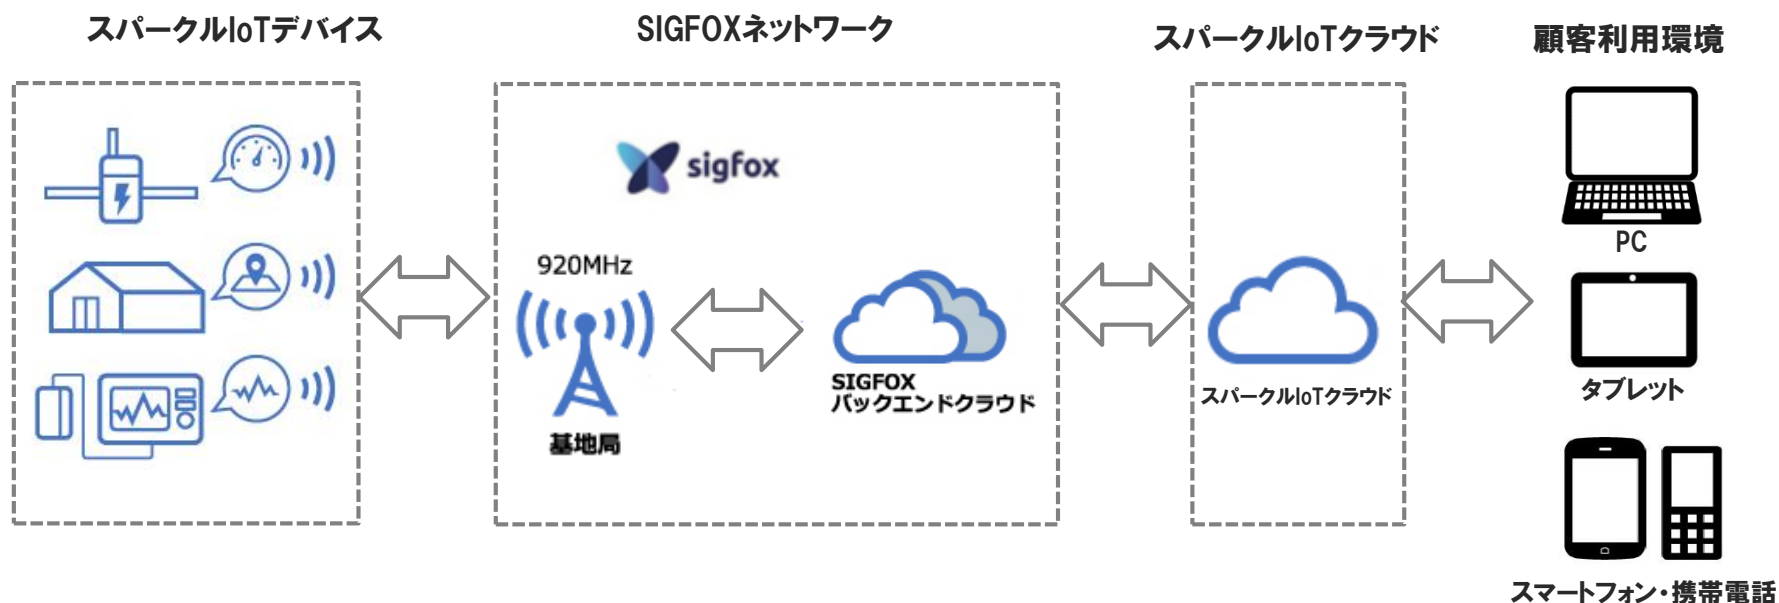 スパークルIoTデバイス
SIGFOXネットワーク
スパークルIoTクラウド
顧客利用環境
sigfox
920MHz
基地局
SIGFOX
バックエンドクラウド
スパークルIoTクラウド
PC
タブレット
スマートフォン・携帯電話